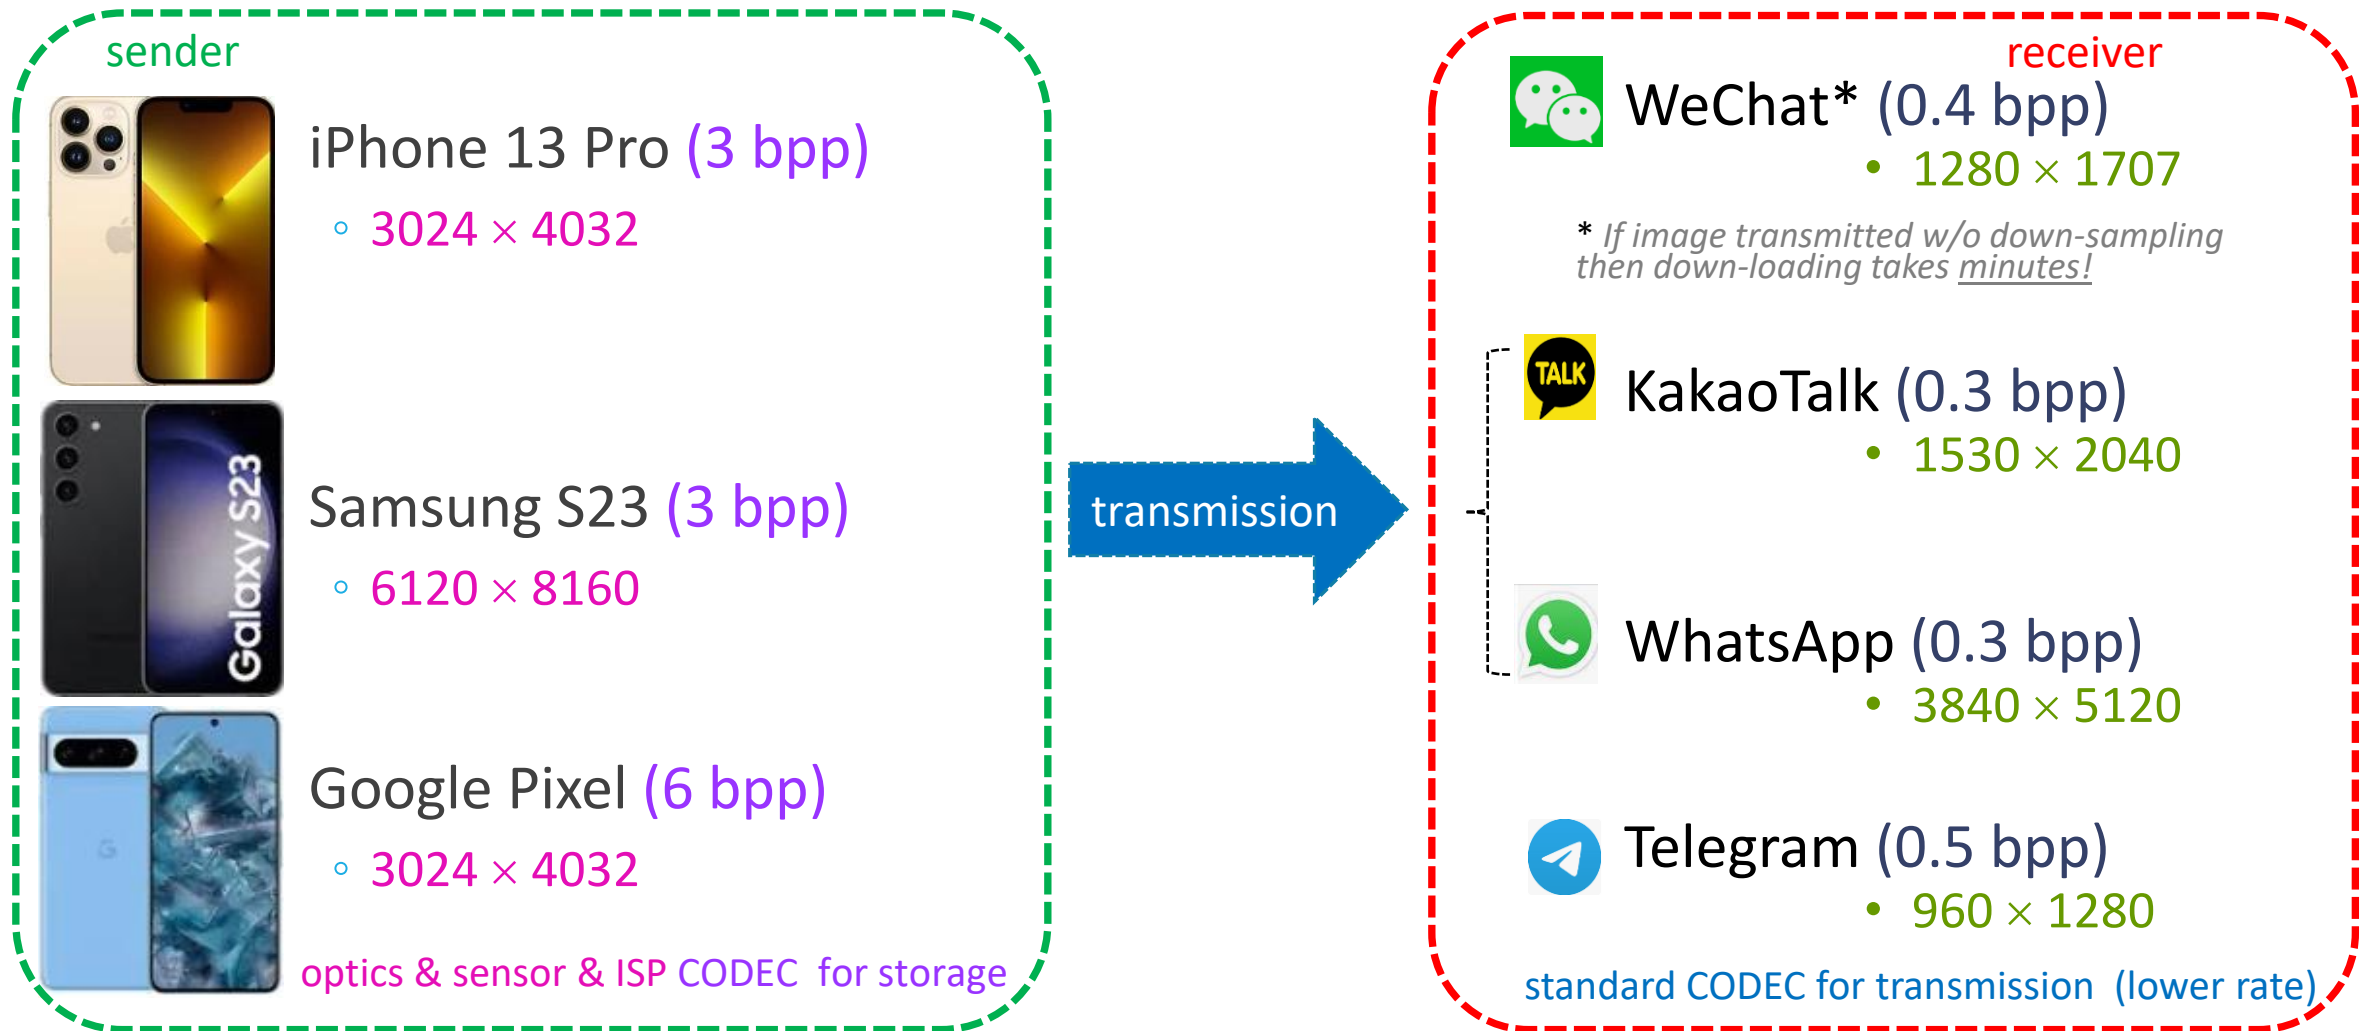 sender
iPhone 13 Pro (3 bpp)
◦ 3024 × 4032
Galaxy S23
Samsung S23 (3 bpp)
◦ 6120 × 8160
Google Pixel (6 bpp)
G
◦ 3024 × 4032
optics & sensor & ISP CODEC for storage
transmission
receiver
WeChat* (0.4 bpp)
• 1280 × 1707
* If image transmitted w/o down-sampling
then down-loading takes minutes!
TALK
KakaoTalk (0.3 bpp)
• 1530 × 2040
WhatsApp (0.3 bpp)
• 3840 × 5120
Telegram (0.5 bpp)
• 960 × 1280
standard CODEC for transmission (lower rate)